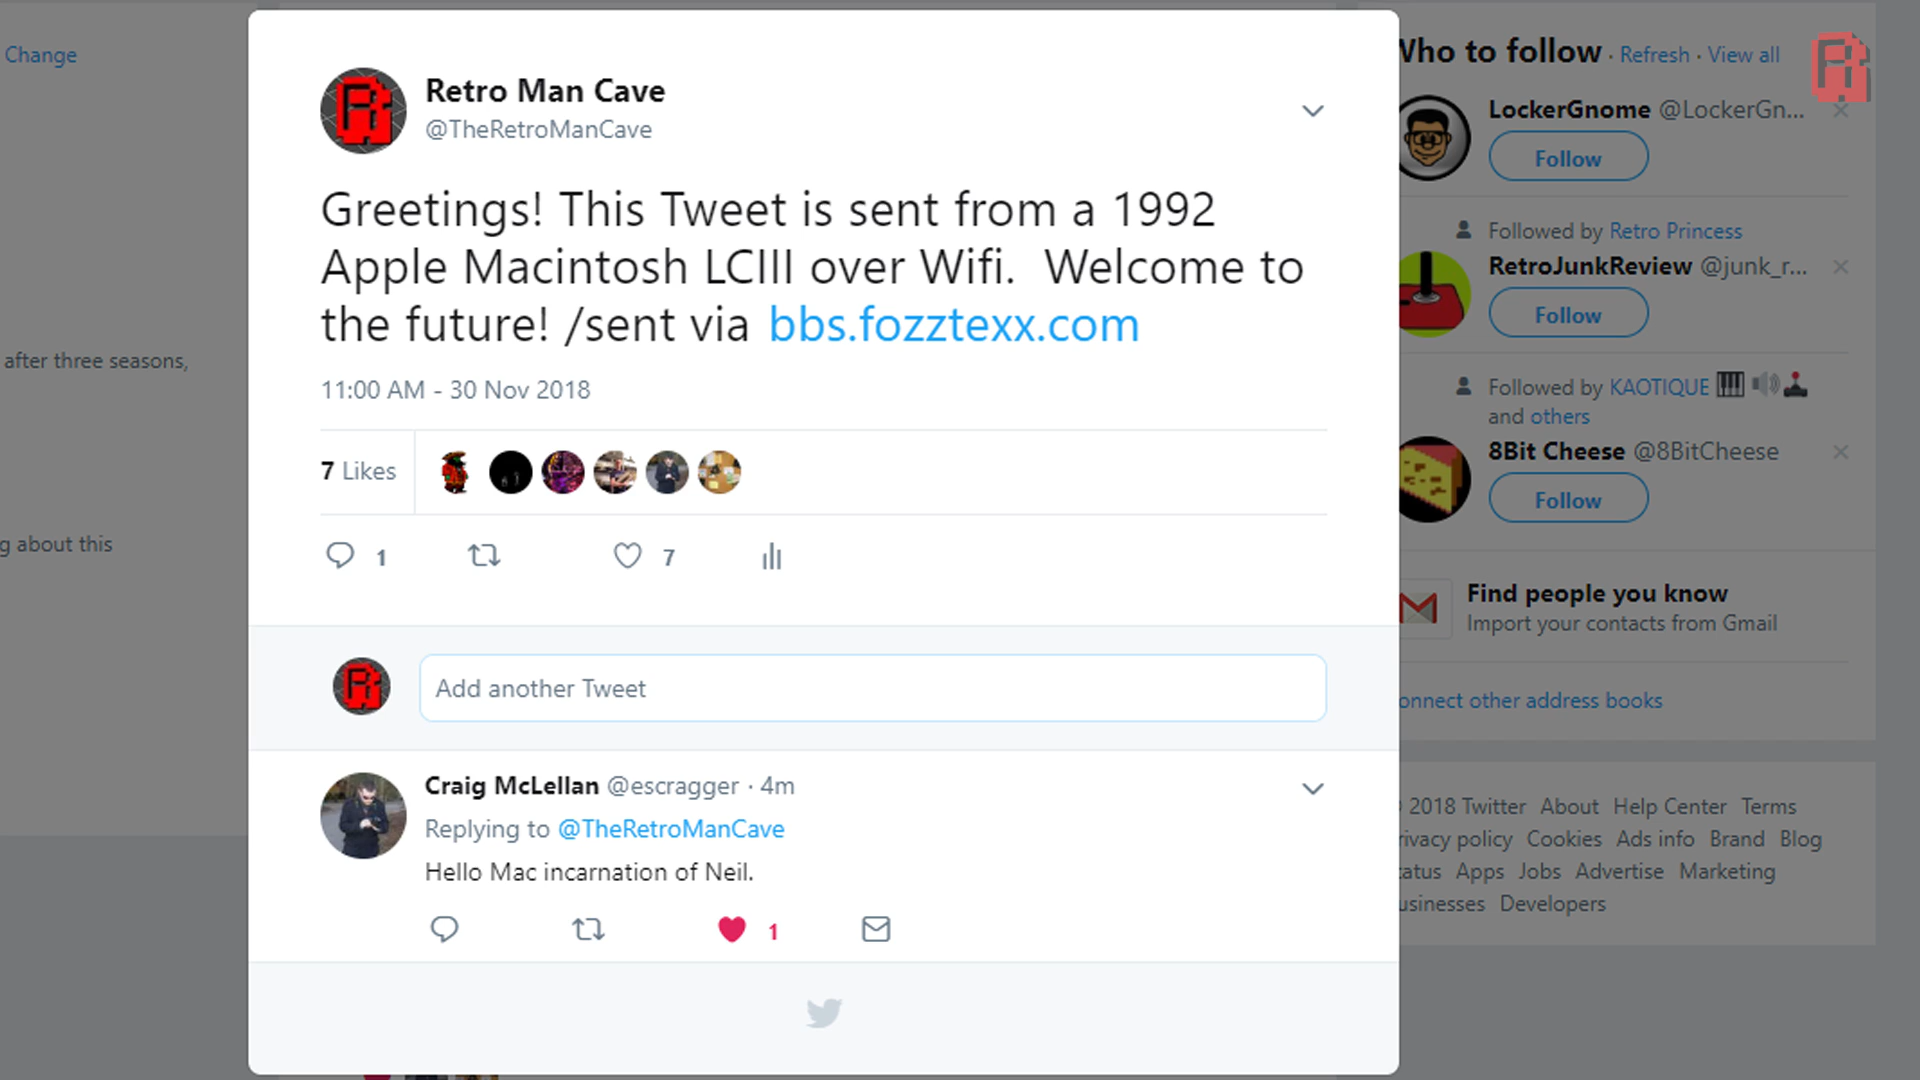 Change
after three seasons,
g about this
Retro Man Cave
@TheRetroManCave
Greetings! This Tweet is sent from a 1992
Apple Macintosh LCIII over Wifi. Welcome to
the future! /sent via bbs.fozztexx.com
11:00 AM - 30 Nov 2018
7 Likes
1
7
Add another Tweet
Craig McLellan @escragger · 4m
Replying to @TheRetroManCave
Hello Mac incarnation of Neil.
1
Who to follow · Refresh · View all
LockerGnome @LockerGn...
Follow
Followed by Retro Princess
RetroJunkReview @junk_r...
Follow
Followed by KAOTIQUE
and others
8Bit Cheese @8BitCheese
Follow
Find people you know
Import your contacts from Gmail
onnect other address books
2018 Twitter About Help Center Terms
rivacy policy Cookies Ads info Brand Blog
tatus Apps Jobs Advertise Marketing
usinesses Developers